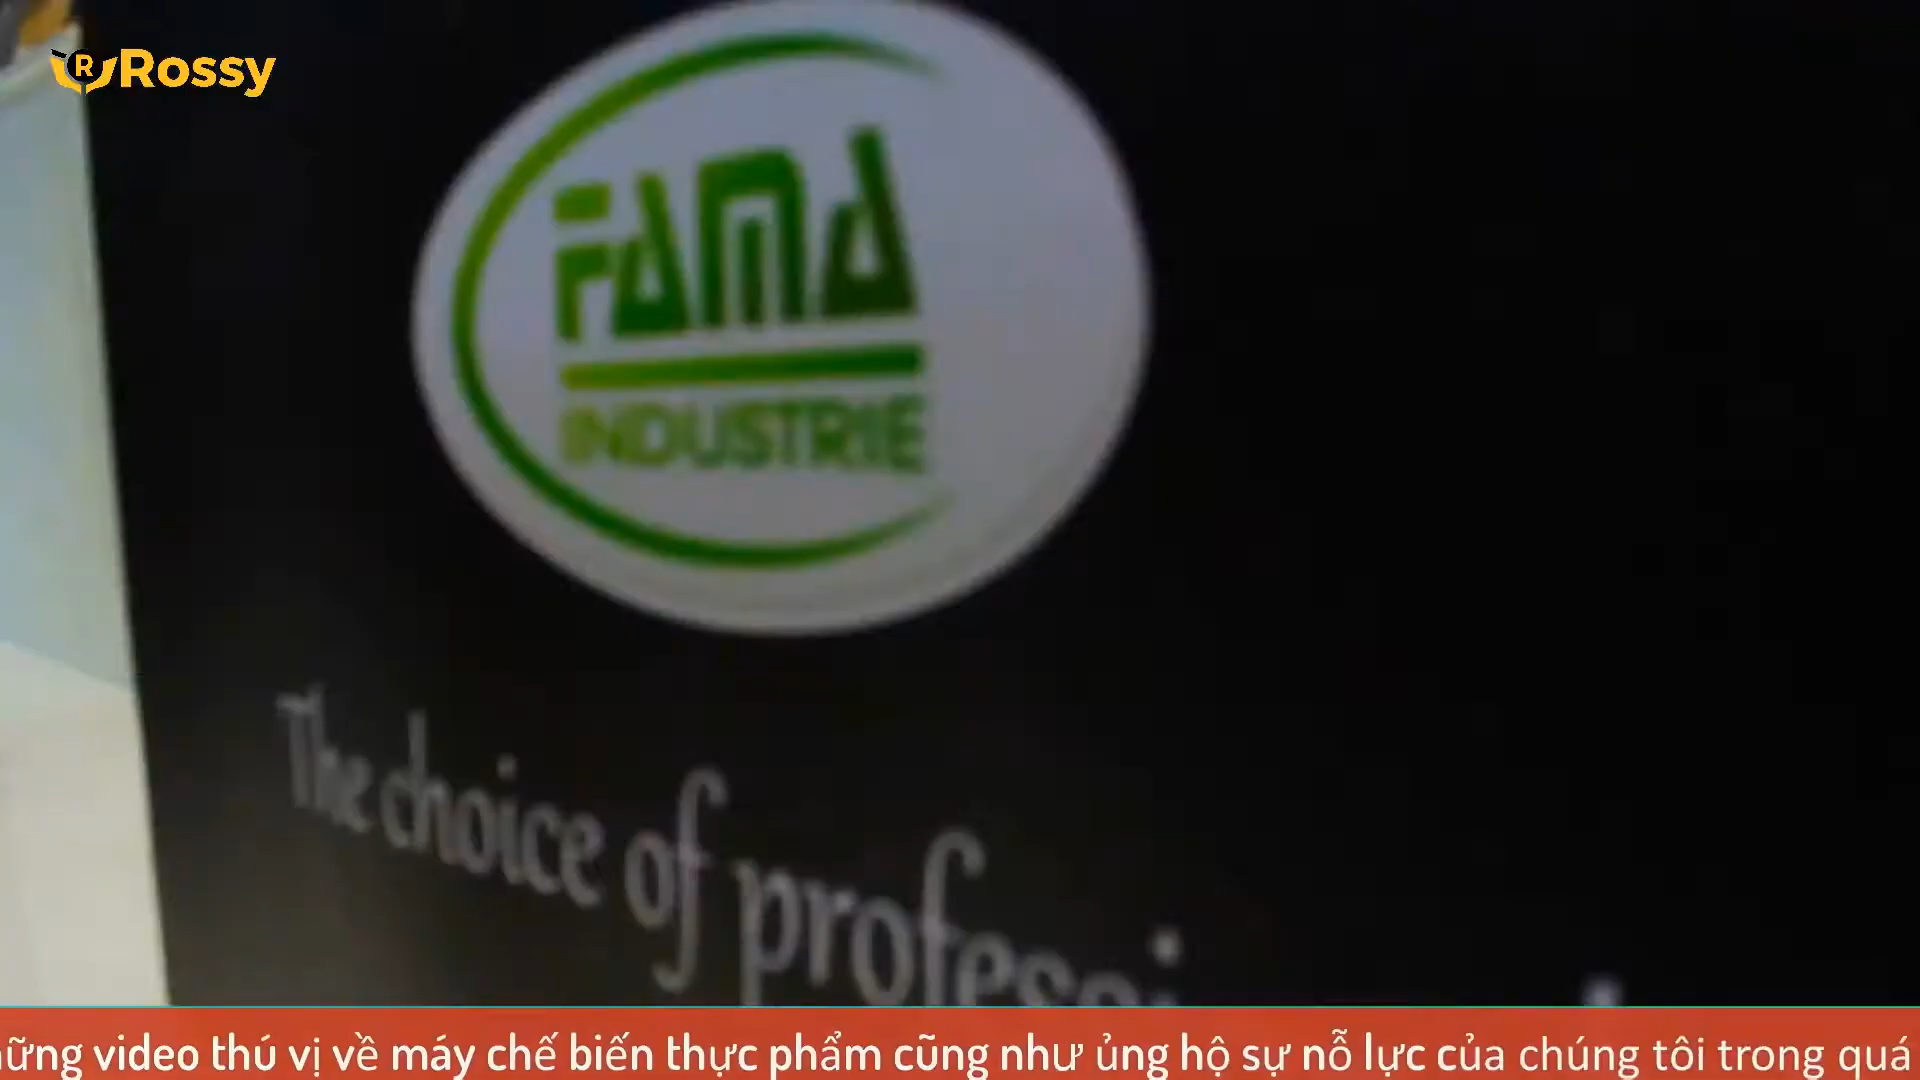 Rossy
FAMA
INDUSTRIE
The choice of
video thú vị về máy chế biến thực phẩm cũng như ủng hộ sự nỗ lực của chúng tôi trong quá